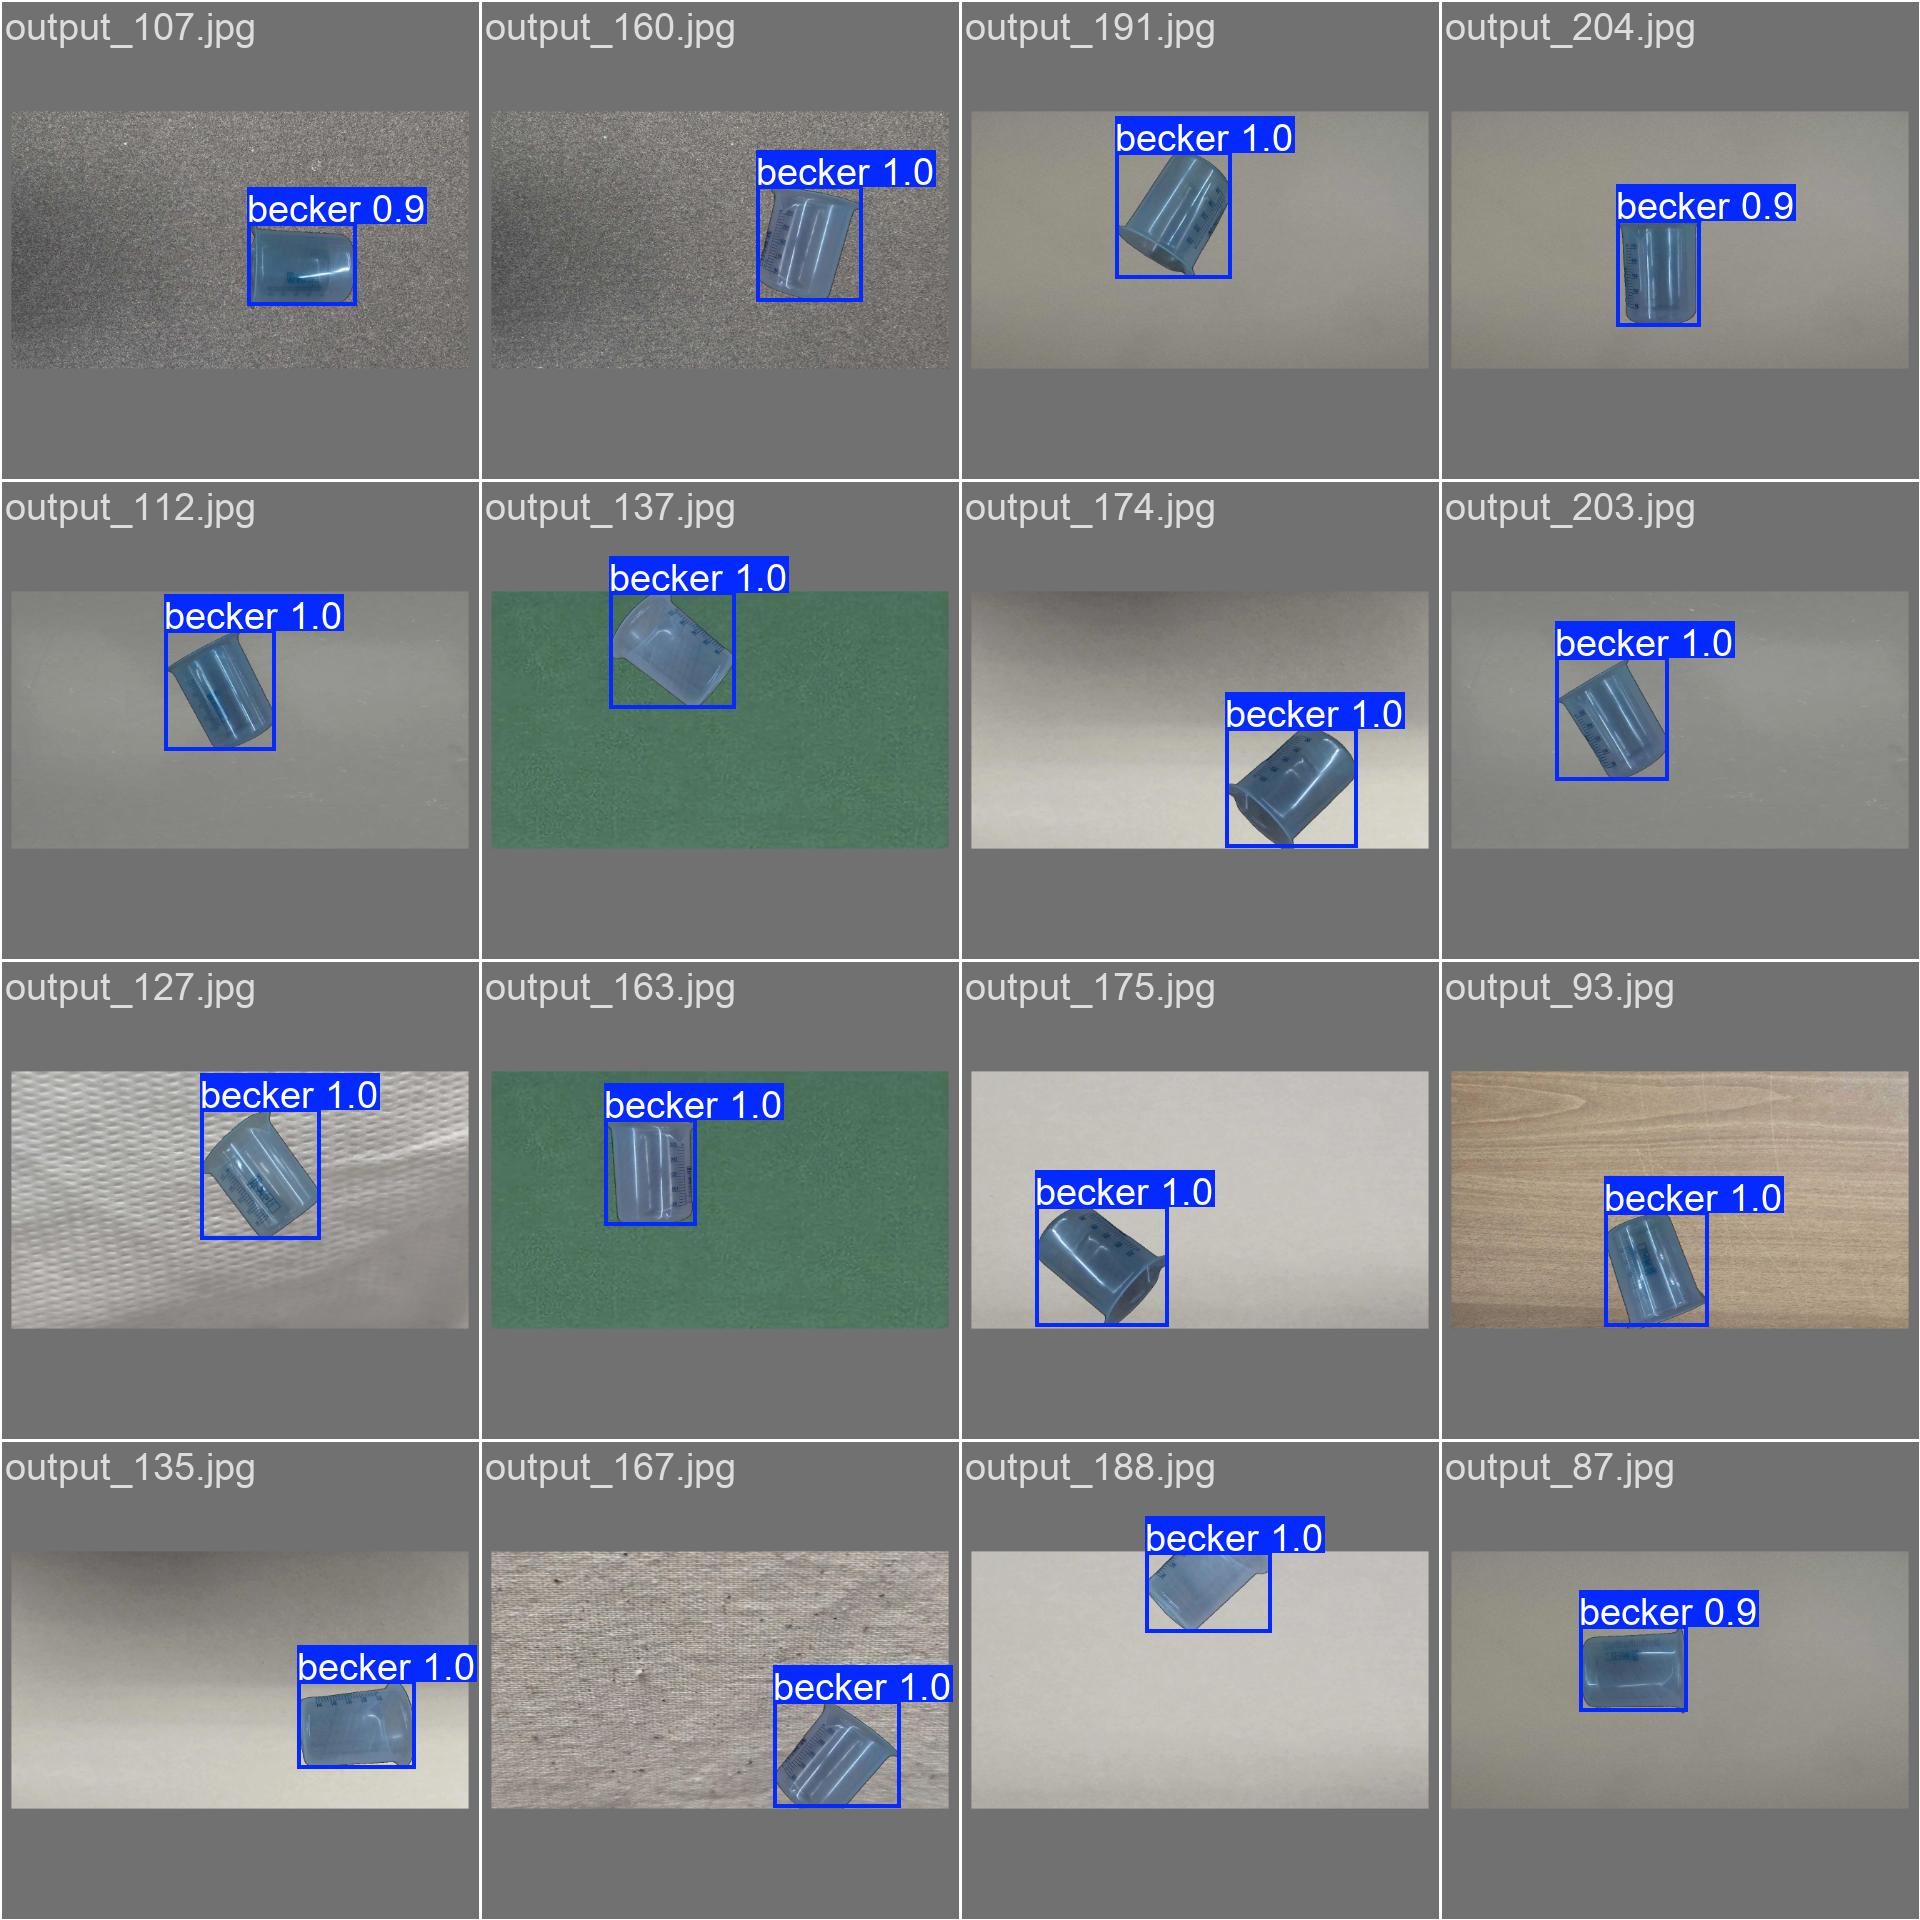 output_107.jpg
becker 0.9
output_160.jpg
becker 1.0
output_191.jpg
becker 1.0
output_204.jpg
becker 0.9
output_112.jpg
becker 1.0
output_137.jpg
becker 1.0
output_174.jpg
becker 1.0
output_203.jpg
becker 1.0
output_127.jpg
becker 1.0
output_163.jpg
becker 1.0
output_175.jpg
becker 1.0
output_93.jpg
becker 1.0
output_135.jpg
becker 1.0
output_167.jpg
becker 1.0
output_188.jpg
becker 1.0
output_87.jpg
becker 0.9